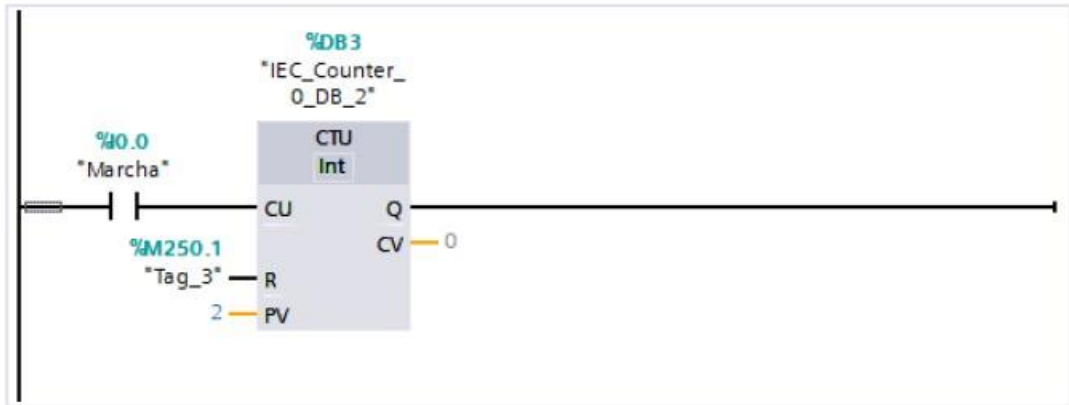 %DB3
"IEC_Counter_
0_DB_2"
%I0.0
"Marcha"
CTU
Int
CU
Q
%M250.1
CV
0
"Tag_3"
R
2
PV